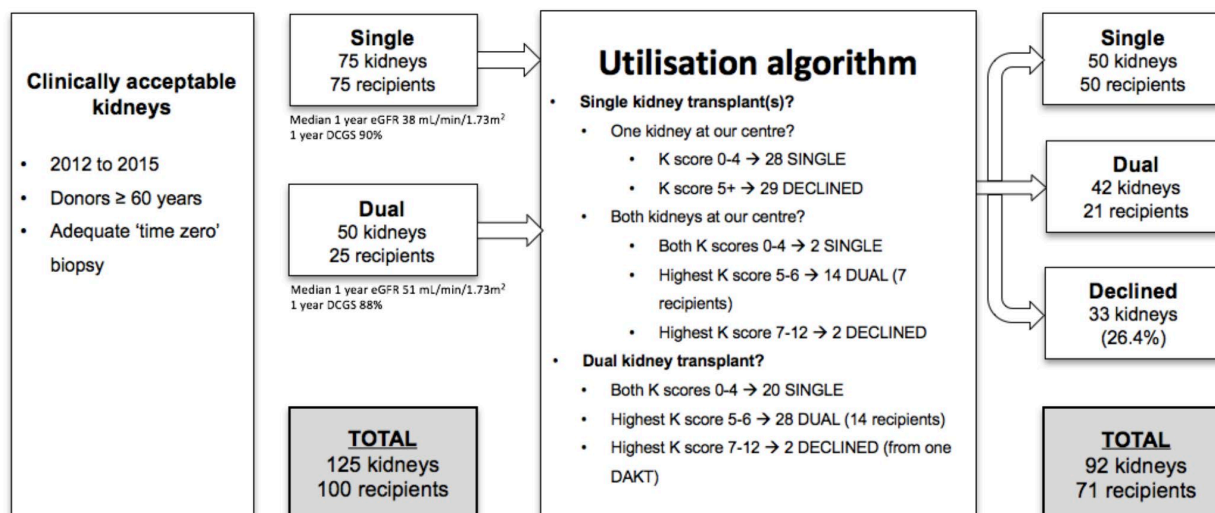 Clinically acceptable
kidneys
• 2012 to 2015
• Donors ≥ 60 years
• Adequate ‘time zero’
biopsy
Single
75 kidneys
75 recipients
Median 1 year eGFR 38 mL/min/1.73m²
1 year DCGS 90%
Dual
50 kidneys
25 recipients
Median 1 year eGFR 51 mL/min/1.73m²
1 year DCGS 88%
TOTAL
125 kidneys
100 recipients
Utilisation algorithm
• Single kidney transplant(s)?
• One kidney at our centre?
• K score 0-4 → 28 SINGLE
• K score 5+ → 29 DECLINED
• Both kidneys at our centre?
• Both K scores 0-4 → 2 SINGLE
• Highest K score 5-6 → 14 DUAL (7
recipients)
• Highest K score 7-12 → 2 DECLINED
• Dual kidney transplant?
• Both K scores 0-4 → 20 SINGLE
• Highest K score 5-6 → 28 DUAL (14 recipients)
• Highest K score 7-12 → 2 DECLINED (from one
DAKT)
Single
50 kidneys
50 recipients
Dual
42 kidneys
21 recipients
Declined
33 kidneys
(26.4%)
TOTAL
92 kidneys
71 recipients